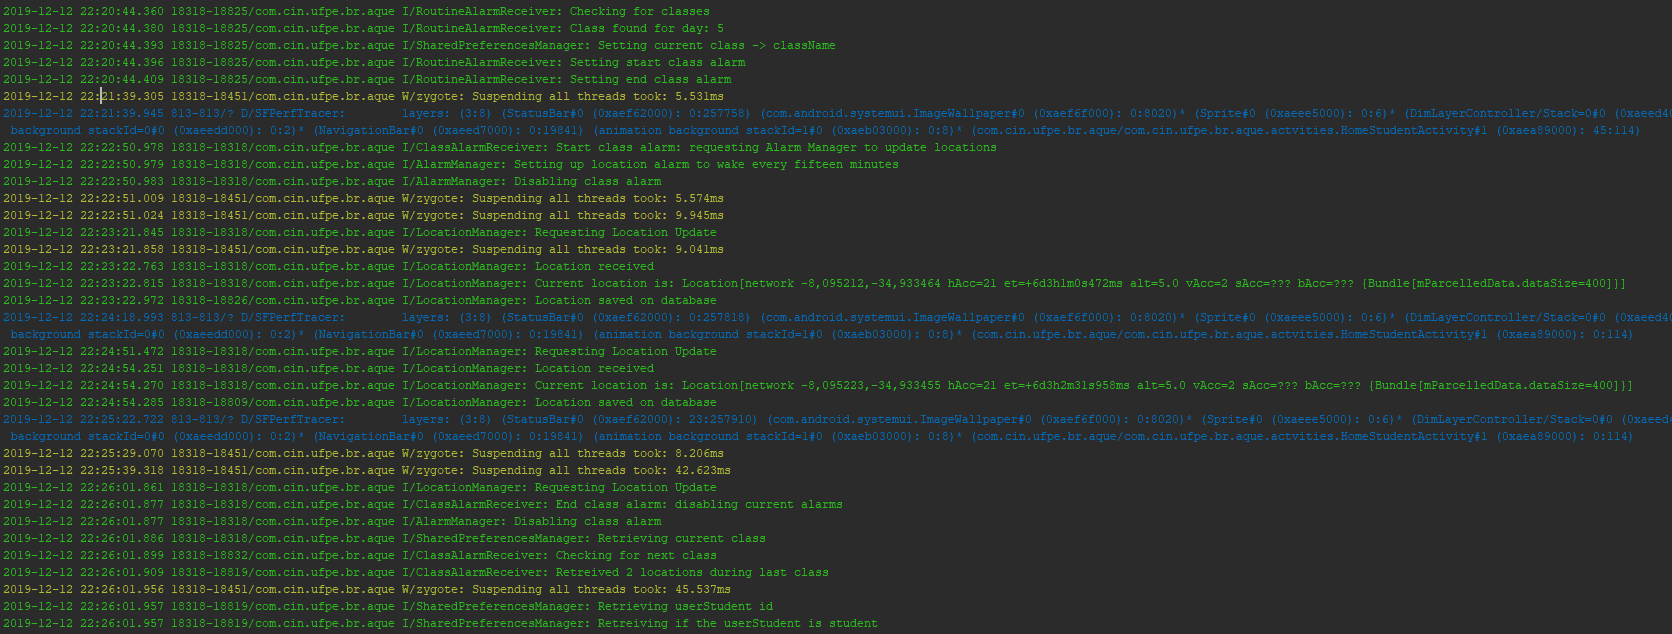 2019-12-12 22:20:44.360 18318-18825/com.cin.ufpe.br.aque I/RoutineAlarmReceiver: Checking for classes
2019-12-12 22:20:44.380 18318-18825/com.cin.ufpe.br.aque I/RoutineAlarmReceiver: Class found for day: 5
2019-12-12 22:20:44.393 18318-18825/com.cin.ufpe.br.aque I/SharedPreferencesManager: Setting current class -> className
2019-12-12 22:20:44.396 18318-18825/com.cin.ufpe.br.aque I/RoutineAlarmReceiver: Setting start class alarm
2019-12-12 22:20:44.409 18318-18825/com.cin.ufpe.br.aque I/RoutineAlarmReceiver: Setting end class alarm
2019-12-12 22:21:39.305 18318-18451/com.cin.ufpe.br.aque W/zygote: Suspending all threads took: 5.531ms
2019-12-12 22:21:39.945 813-813/? D/SFPerfTracer:        layers: (3:8) (StatusBar#0 (0xaef62000): 0:257758) (com.android.systemui.ImageWallpaper#0 (0xaef6f000): 0:8020)* (Sprite#0 (0xaeee5000): 0:6)* (DimLayerController/Stack=0#0 (0xaeed40
 background stackId=0#0 (0xaeedd000): 0:2)* (NavigationBar#0 (0xaeed7000): 0:19841) (animation background stackId=1#0 (0xaeb03000): 0:8)* (com.cin.ufpe.br.aque/com.cin.ufpe.br.aque.actvities.HomeStudentActivity#1 (0xaea89000): 45:114)
2019-12-12 22:22:50.978 18318-18318/com.cin.ufpe.br.aque I/ClassAlarmReceiver: Start class alarm: requesting Alarm Manager to update locations
2019-12-12 22:22:50.979 18318-18318/com.cin.ufpe.br.aque I/AlarmManager: Setting up location alarm to wake every fifteen minutes
2019-12-12 22:22:50.983 18318-18318/com.cin.ufpe.br.aque I/AlarmManager: Disabling class alarm
2019-12-12 22:22:51.009 18318-18451/com.cin.ufpe.br.aque W/zygote: Suspending all threads took: 5.574ms
2019-12-12 22:22:51.024 18318-18451/com.cin.ufpe.br.aque W/zygote: Suspending all threads took: 9.945ms
2019-12-12 22:23:21.845 18318-18318/com.cin.ufpe.br.aque I/LocationManager: Requesting Location Update
2019-12-12 22:23:21.858 18318-18451/com.cin.ufpe.br.aque W/zygote: Suspending all threads took: 9.041ms
2019-12-12 22:23:22.763 18318-18318/com.cin.ufpe.br.aque I/LocationManager: Location received
2019-12-12 22:23:22.815 18318-18318/com.cin.ufpe.br.aque I/LocationManager: Current location is: Location[network -8,095212,-34,933464 hAcc=21 et=+6d3h1m0s472ms alt=5.0 vAcc=2 sAcc=??? bAcc=??? {Bundle[mParcelledData.dataSize=400]}]
2019-12-12 22:23:22.972 18318-18826/com.cin.ufpe.br.aque I/LocationManager: Location saved on database
2019-12-12 22:24:18.993 813-813/? D/SFPerfTracer:        layers: (3:8) (StatusBar#0 (0xaef62000): 0:257818) (com.android.systemui.ImageWallpaper#0 (0xaef6f000): 0:8020)* (Sprite#0 (0xaeee5000): 0:6)* (DimLayerController/Stack=0#0 (0xaeed40
 background stackId=0#0 (0xaeedd000): 0:2)* (NavigationBar#0 (0xaeed7000): 0:19841) (animation background stackId=1#0 (0xaeb03000): 0:8)* (com.cin.ufpe.br.aque/com.cin.ufpe.br.aque.actvities.HomeStudentActivity#1 (0xaea89000): 0:114)
2019-12-12 22:24:51.472 18318-18318/com.cin.ufpe.br.aque I/LocationManager: Requesting Location Update
2019-12-12 22:24:54.251 18318-18318/com.cin.ufpe.br.aque I/LocationManager: Location received
2019-12-12 22:24:54.270 18318-18318/com.cin.ufpe.br.aque I/LocationManager: Current location is: Location[network -8,095223,-34,933455 hAcc=21 et=+6d3h2m31s958ms alt=5.0 vAcc=2 sAcc=??? bAcc=??? {Bundle[mParcelledData.dataSize=400]}]
2019-12-12 22:24:54.285 18318-18809/com.cin.ufpe.br.aque I/LocationManager: Location saved on database
2019-12-12 22:25:22.722 813-813/? D/SFPerfTracer:        layers: (3:8) (StatusBar#0 (0xaef62000): 23:257910) (com.android.systemui.ImageWallpaper#0 (0xaef6f000): 0:8020)* (Sprite#0 (0xaeee5000): 0:6)* (DimLayerController/Stack=0#0 (0xaeed4
 background stackId=0#0 (0xaeedd000): 0:2)* (NavigationBar#0 (0xaeed7000): 0:19841) (animation background stackId=1#0 (0xaeb03000): 0:8)* (com.cin.ufpe.br.aque/com.cin.ufpe.br.aque.actvities.HomeStudentActivity#1 (0xaea89000): 0:114)
2019-12-12 22:25:29.070 18318-18451/com.cin.ufpe.br.aque W/zygote: Suspending all threads took: 8.206ms
2019-12-12 22:25:39.318 18318-18451/com.cin.ufpe.br.aque W/zygote: Suspending all threads took: 42.623ms
2019-12-12 22:26:01.861 18318-18318/com.cin.ufpe.br.aque I/LocationManager: Requesting Location Update
2019-12-12 22:26:01.877 18318-18318/com.cin.ufpe.br.aque I/ClassAlarmReceiver: End class alarm: disabling current alarms
2019-12-12 22:26:01.877 18318-18318/com.cin.ufpe.br.aque I/AlarmManager: Disabling class alarm
2019-12-12 22:26:01.886 18318-18318/com.cin.ufpe.br.aque I/SharedPreferencesManager: Retrieving current class
2019-12-12 22:26:01.899 18318-18832/com.cin.ufpe.br.aque I/ClassAlarmReceiver: Checking for next class
2019-12-12 22:26:01.909 18318-18819/com.cin.ufpe.br.aque I/ClassAlarmReceiver: Retreived 2 locations during last class
2019-12-12 22:26:01.956 18318-18451/com.cin.ufpe.br.aque W/zygote: Suspending all threads took: 45.537ms
2019-12-12 22:26:01.957 18318-18819/com.cin.ufpe.br.aque I/SharedPreferencesManager: Retrieving userStudent id
2019-12-12 22:26:01.957 18318-18819/com.cin.ufpe.br.aque I/SharedPreferencesManager: Retreiving if the userStudent is student